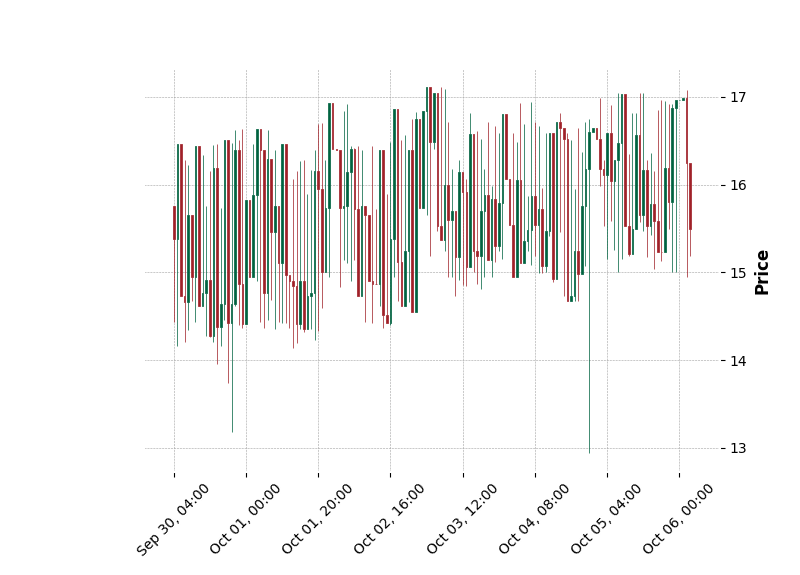 17
16
15
14
13
Price
Sep 30, 04:00
Oct 01, 00:00
Oct 01, 20:00
Oct 02, 16:00
Oct 03, 12:00
Oct 04, 08:00
Oct 05, 04:00
Oct 06, 00:00